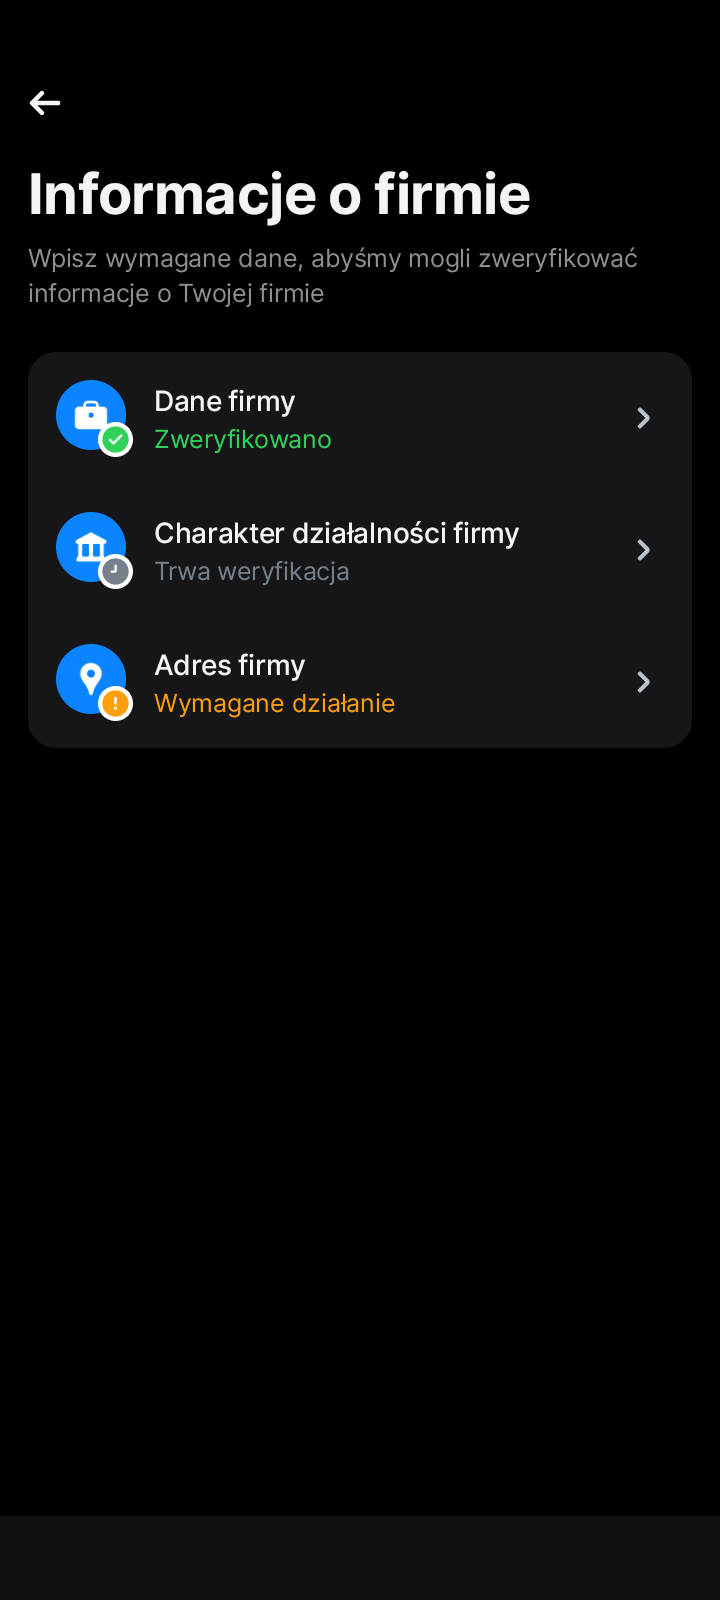 Informacje o firmie
Wpisz wymagane dane, abyśmy mogli zweryfikować
informacje o Twojej firmie
Dane firmy
Zweryfikowano
Charakter działalności firmy
Trwa weryfikacja
Adres firmy
Wymagane działanie